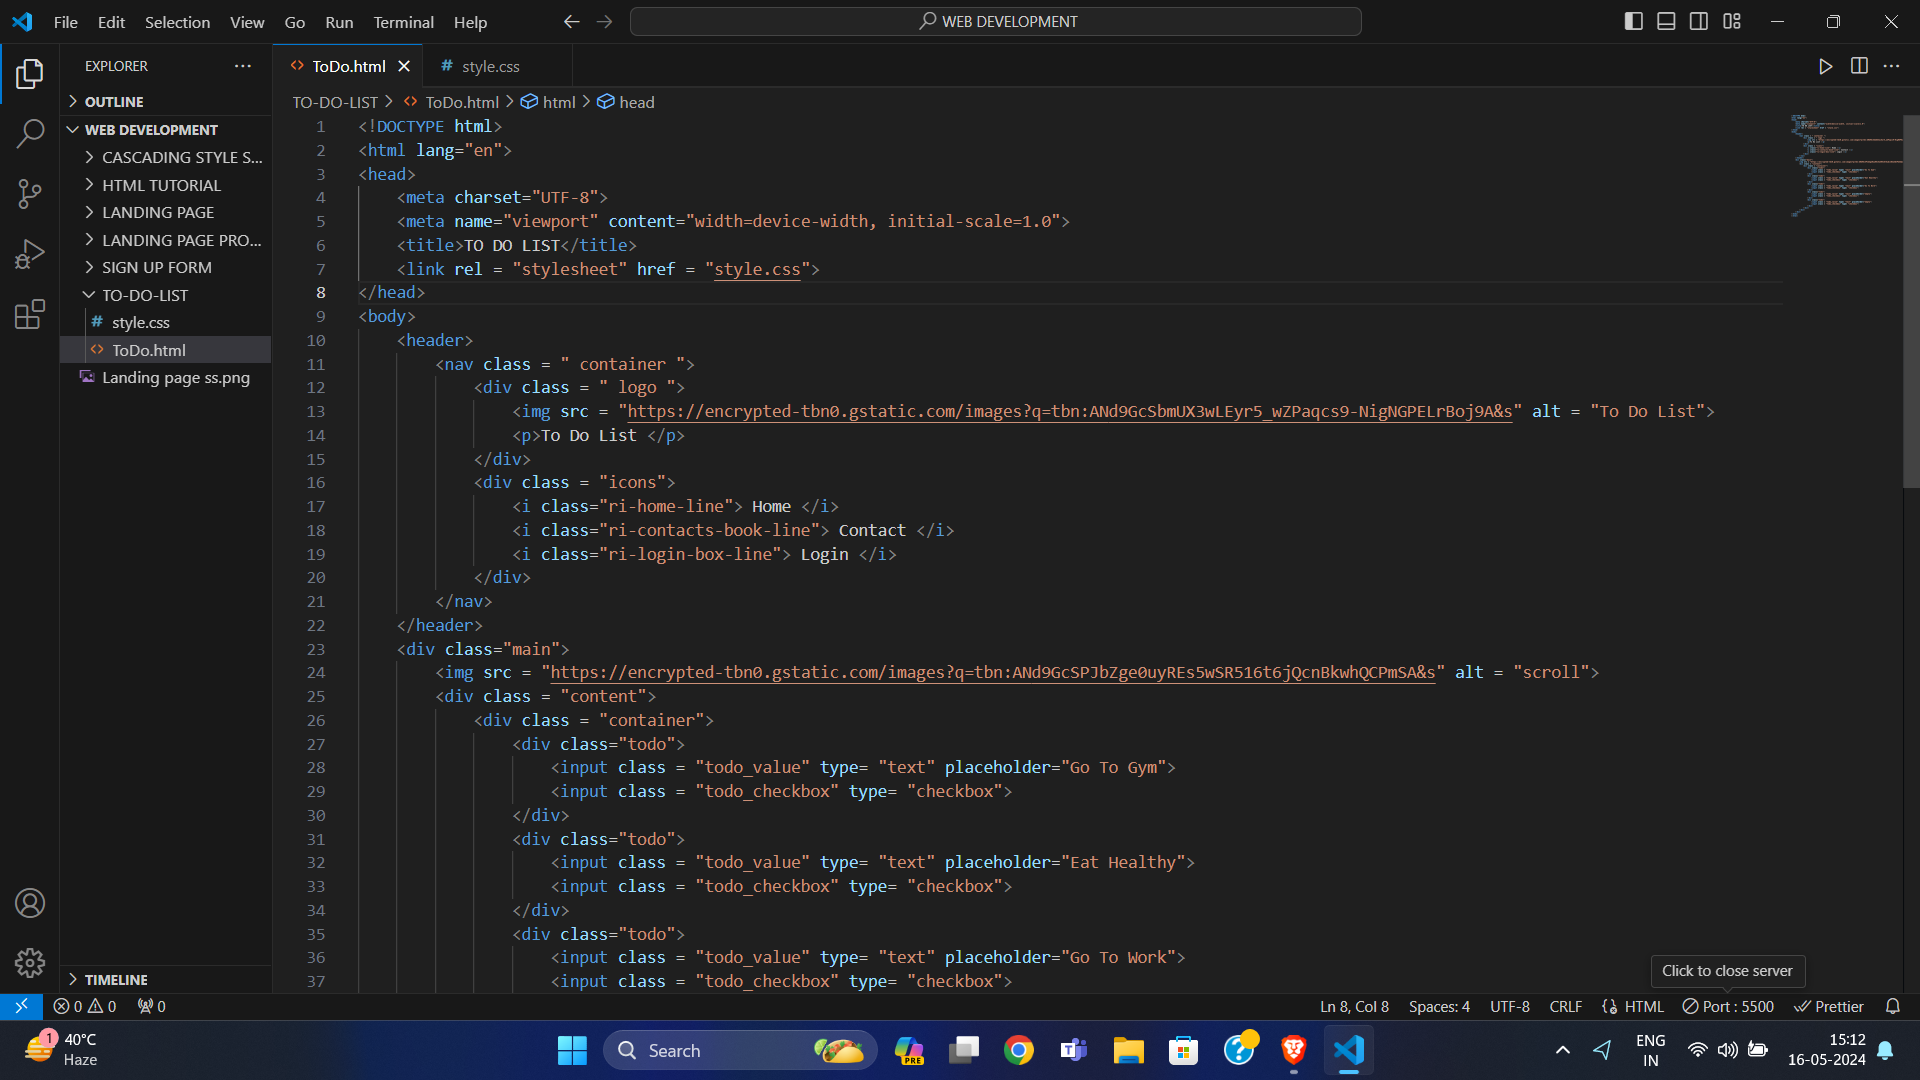 File Edit Selection View Go Run Terminal Help
WEB DEVELOPMENT
EXPLORER
OUTLINE
WEB DEVELOPMENT
CASCADING STYLE S...
HTML TUTORIAL
LANDING PAGE
LANDING PAGE PRO...
SIGN UP FORM
TO-DO-LIST
# style.css
<> ToDo.html
Landing page ss.png
TIMELINE
<> ToDo.html
# style.css
TO-DO-LIST > <> ToDo.html > html > head
1 <!DOCTYPE html>
2 <html lang="en">
3 <head>
4 <meta charset="UTF-8">
5 <meta name="viewport" content="width=device-width, initial-scale=1.0">
6 <title>TO DO LIST</title>
7 <link rel = "stylesheet" href = "style.css">
8 </head>
9 <body>
10 <header>
11 <nav class = " container ">
12 <div class = " logo ">
13 <img src = "https://encrypted-tbn0.gstatic.com/images?q=tbn:ANd9GcSbmUX3wLEyr5_wZPaqcs9-NigNGPELrBoj9A&s" alt = "To Do List">
14 <p>To Do List </p>
15 </div>
16 <div class = "icons">
17 <i class="ri-home-line"> Home </i>
18 <i class="ri-contacts-book-line"> Contact </i>
19 <i class="ri-login-box-line"> Login </i>
20 </div>
21 </nav>
22 </header>
23 <div class="main">
24 <img src = "https://encrypted-tbn0.gstatic.com/images?q=tbn:ANd9GcSPJbZge0uyREs5wSR516t6jQcnBkwhQCPmSA&s" alt = "scroll">
25 <div class = "content">
26 <div class = "container">
27 <div class="todo">
28 <input class = "todo_value" type= "text" placeholder="Go To Gym">
29 <input class = "todo_checkbox" type= "checkbox">
30 </div>
31 <div class="todo">
32 <input class = "todo_value" type= "text" placeholder="Eat Healthy">
33 <input class = "todo_checkbox" type= "checkbox">
34 </div>
35 <div class="todo">
36 <input class = "todo_value" type= "text" placeholder="Go To Work">
37 <input class = "todo_checkbox" type= "checkbox">
Click to close server
0 0 0
Ln 8, Col 8 Spaces: 4 UTF-8 CRLF HTML Port : 5500 Prettier
1
40°C
Haze
Search
PRE
ENG
IN
15:12
16-05-2024